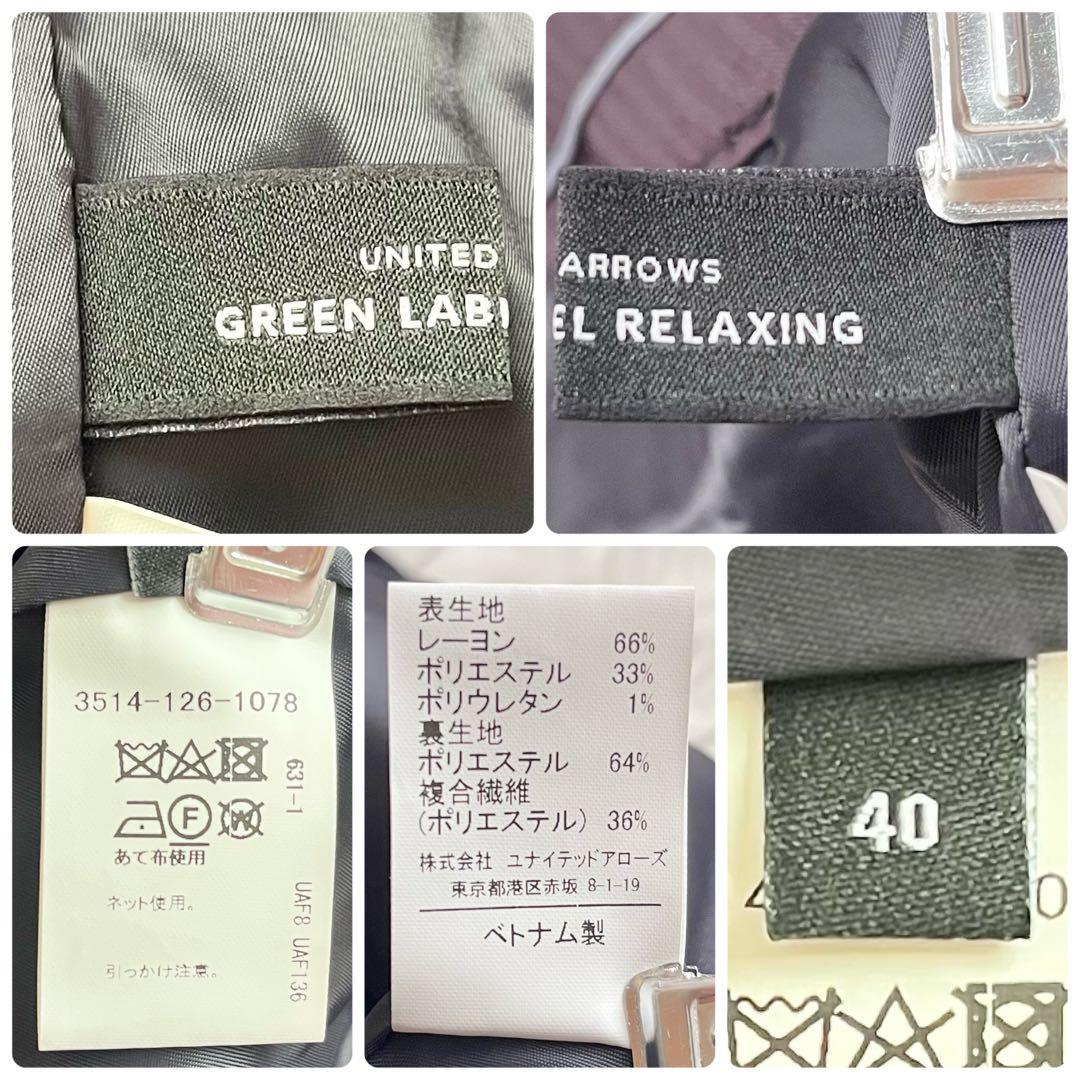 UNITED
GREEN LABE
ARROWS
EL RELAXING
3514-126-1078
あて布使用
ネット使用。
引っかけ注意。
631-1
UAF8 UAF136
表生地
レーヨン 66%
ポリエステル 33%
ポリウレタン 1%
裏生地
ポリエステル 64%
複合繊維
(ポリエステル) 36%
株式会社 ユナイテッドアローズ
東京都港区赤坂 8-1-19
ベトナム製
40